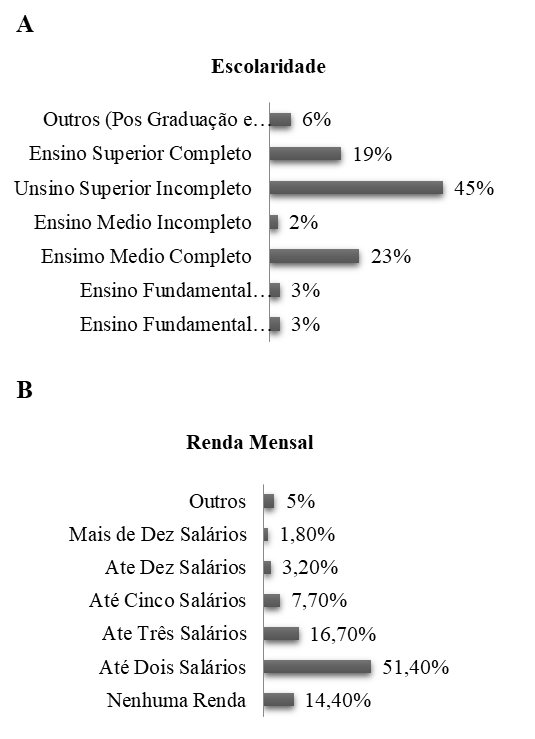 A
Escolaridade
Outros (Pos Graduação e... 6%
Ensino Superior Completo 19%
Unsino Superior Incompleto 45%
Ensino Medio Incompleto 2%
Ensimo Medio Completo 23%
Ensino Fundamental... 3%
Ensino Fundamental... 3%
B
Renda Mensal
Outros 5%
Mais de Dez Salários 1,80%
Ate Dez Salários 3,20%
Até Cinco Salários 7,70%
Ate Três Salários 16,70%
Até Dois Salários 51,40%
Nenhuma Renda 14,40%